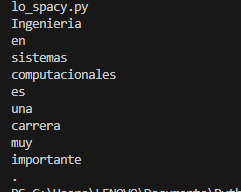 lo_spacy.py
Ingenieria
en
sistemas
computacionales
es
una
carrera
muy
importante
.